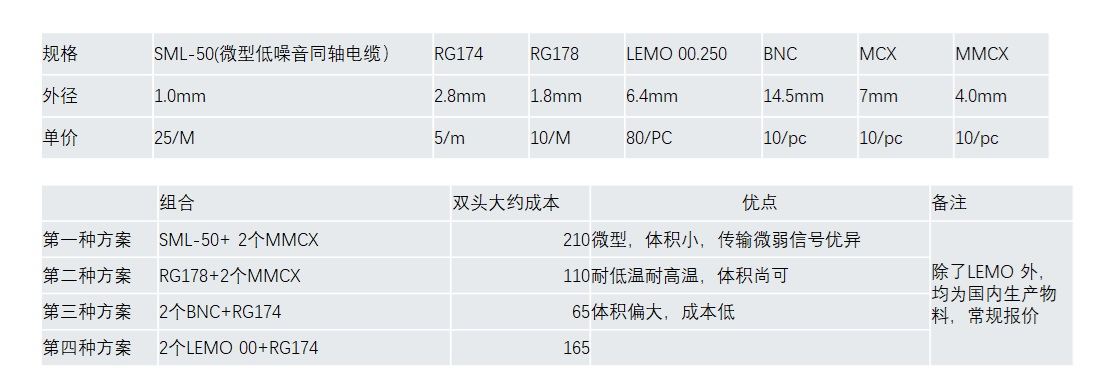 规格 SML-50(微型低噪音同轴电缆） RG174 RG178 LEMO 00.250 BNC MCX MMCX
外径 1.0mm 2.8mm 1.8mm 6.4mm 14.5mm 7mm 4.0mm
单价 25/M 5/m 10/M 80/PC 10/pc 10/pc 10/pc
组合 双头大约成本 优点 备注
第一种方案 SML-50+ 2个MMCX 210 微型，体积小，传输微弱信号优异
第二种方案 RG178+2个MMCX 110 耐低温耐高温，体积尚可
第三种方案 2个BNC+RG174 65 体积偏大，成本低
第四种方案 2个LEMO 00+RG174 165
除了LEMO 外，
均为国内生产物
料，常规报价